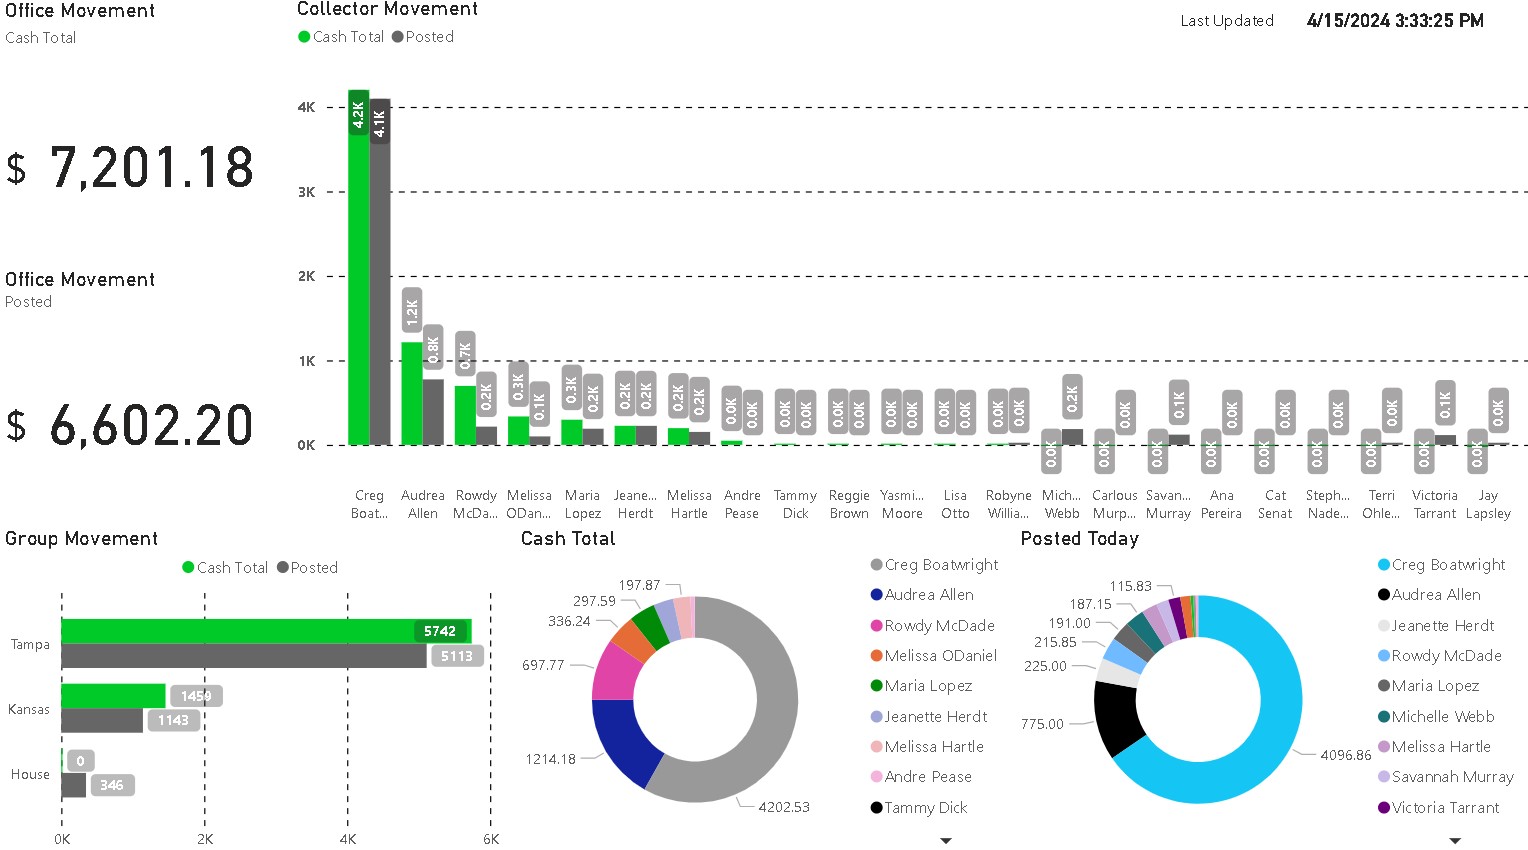 Office Movement
Cash Total
$ 7,201.18
Office Movement
Posted
$ 6,602.20
Collector Movement
Cash Total Posted
Last Updated 4/15/2024 3:33:25 PM
4K
3K
2K
1K
0K
4.2K 4.1K 1.2K 0.8K 0.7K 0.2K 0.3K 0.1K 0.3K 0.2K 0.2K 0.2K 0.2K 0.2K 0.0K 0.0K 0.0K 0.0K 0.0K 0.0K 0.0K 0.0K 0.0K 0.0K 0.0K 0.0K 0.0K 0.2K 0.0K 0.0K 0.0K 0.1K 0.0K 0.0K 0.0K 0.0K 0.0K 0.0K 0.0K 0.0K 0.0K 0.1K 0.0K 0.0K
Creg Audrea Rowdy Melissa Maria Jeane... Melissa Andre Tammy Reggie Yasmi... Lisa Robyne Mich... Carlous Savan... Ana Cat Steph... Terri Victoria Jay
Boat... Allen McDa... ODan... Lopez Herdt Hartle Pease Dick Brown Moore Otto Willia... Webb Murp... Murray Pereira Senat Nade... Ohle... Tarrant Lapsley
Group Movement
Cash Total Posted
Tampa
5742
5113
Kansas
1459
1143
House
0
346
0K 2K 4K 6K
Cash Total
197.87
297.59
336.24
697.77
1214.18
4202.53
Creg Boatwright
Audrea Allen
Rowdy McDade
Melissa ODaniel
Maria Lopez
Jeanette Herdt
Melissa Hartle
Andre Pease
Tammy Dick
Posted Today
115.83
187.15
191.00
215.85
225.00
775.00
4096.86
Creg Boatwright
Audrea Allen
Jeanette Herdt
Rowdy McDade
Maria Lopez
Michelle Webb
Melissa Hartle
Savannah Murray
Victoria Tarrant